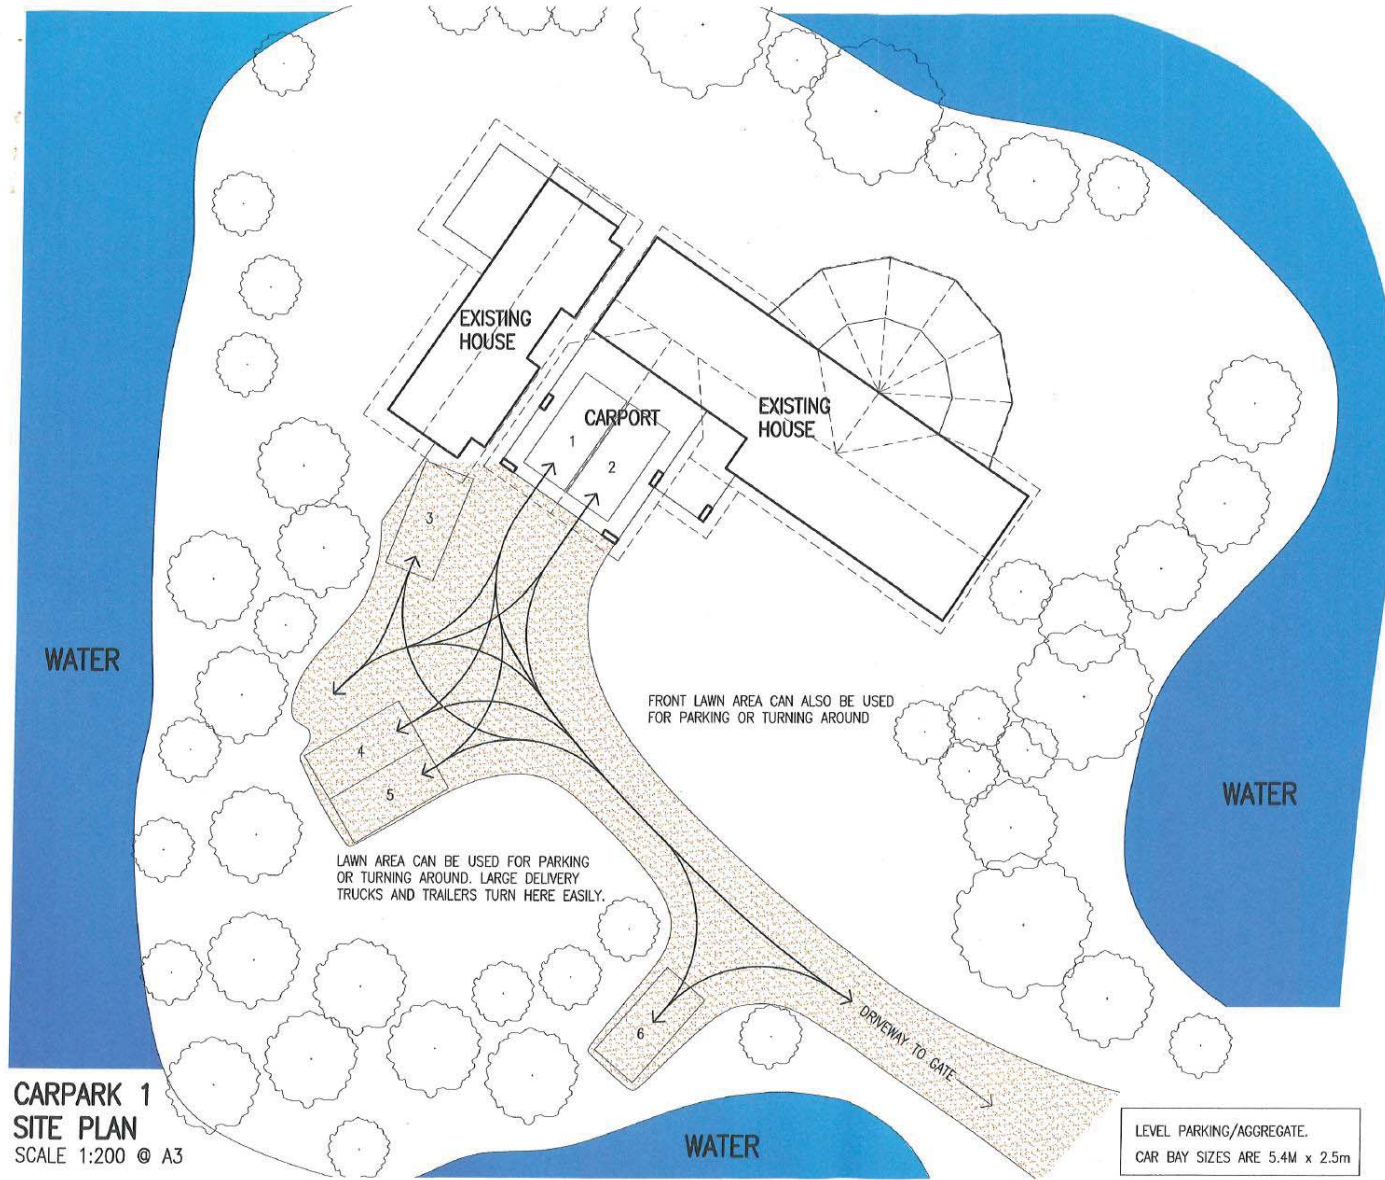 EXISTING
HOUSE
CARPORT
1
2
EXISTING
HOUSE
3
WATER
FRONT LAWN AREA CAN ALSO BE USED
FOR PARKING OR TURNING AROUND
4
5
WATER
LAWN AREA CAN BE USED FOR PARKING
OR TURNING AROUND. LARGE DELIVERY
TRUCKS AND TRAILERS TURN HERE EASILY.
6
DRIVEWAY TO GATE
CARPARK 1
SITE PLAN
SCALE 1:200 @ A3
WATER
LEVEL PARKING/AGGREGATE.
CAR BAY SIZES ARE 5.4M x 2.5m